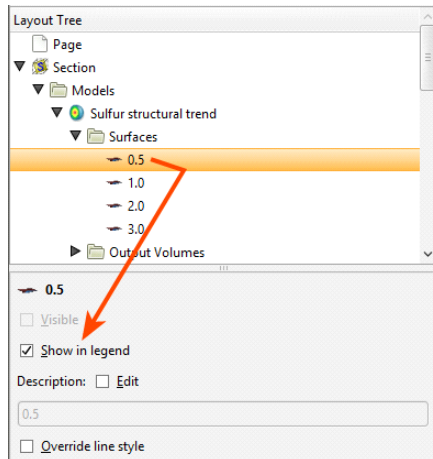 Layout Tree
Page
Section
Models
Sulfur structural trend
Surfaces
0.5
1.0
2.0
3.0
Output Volumes
0.5
Visible
Show in legend
Description: Edit
0.5
Override line style